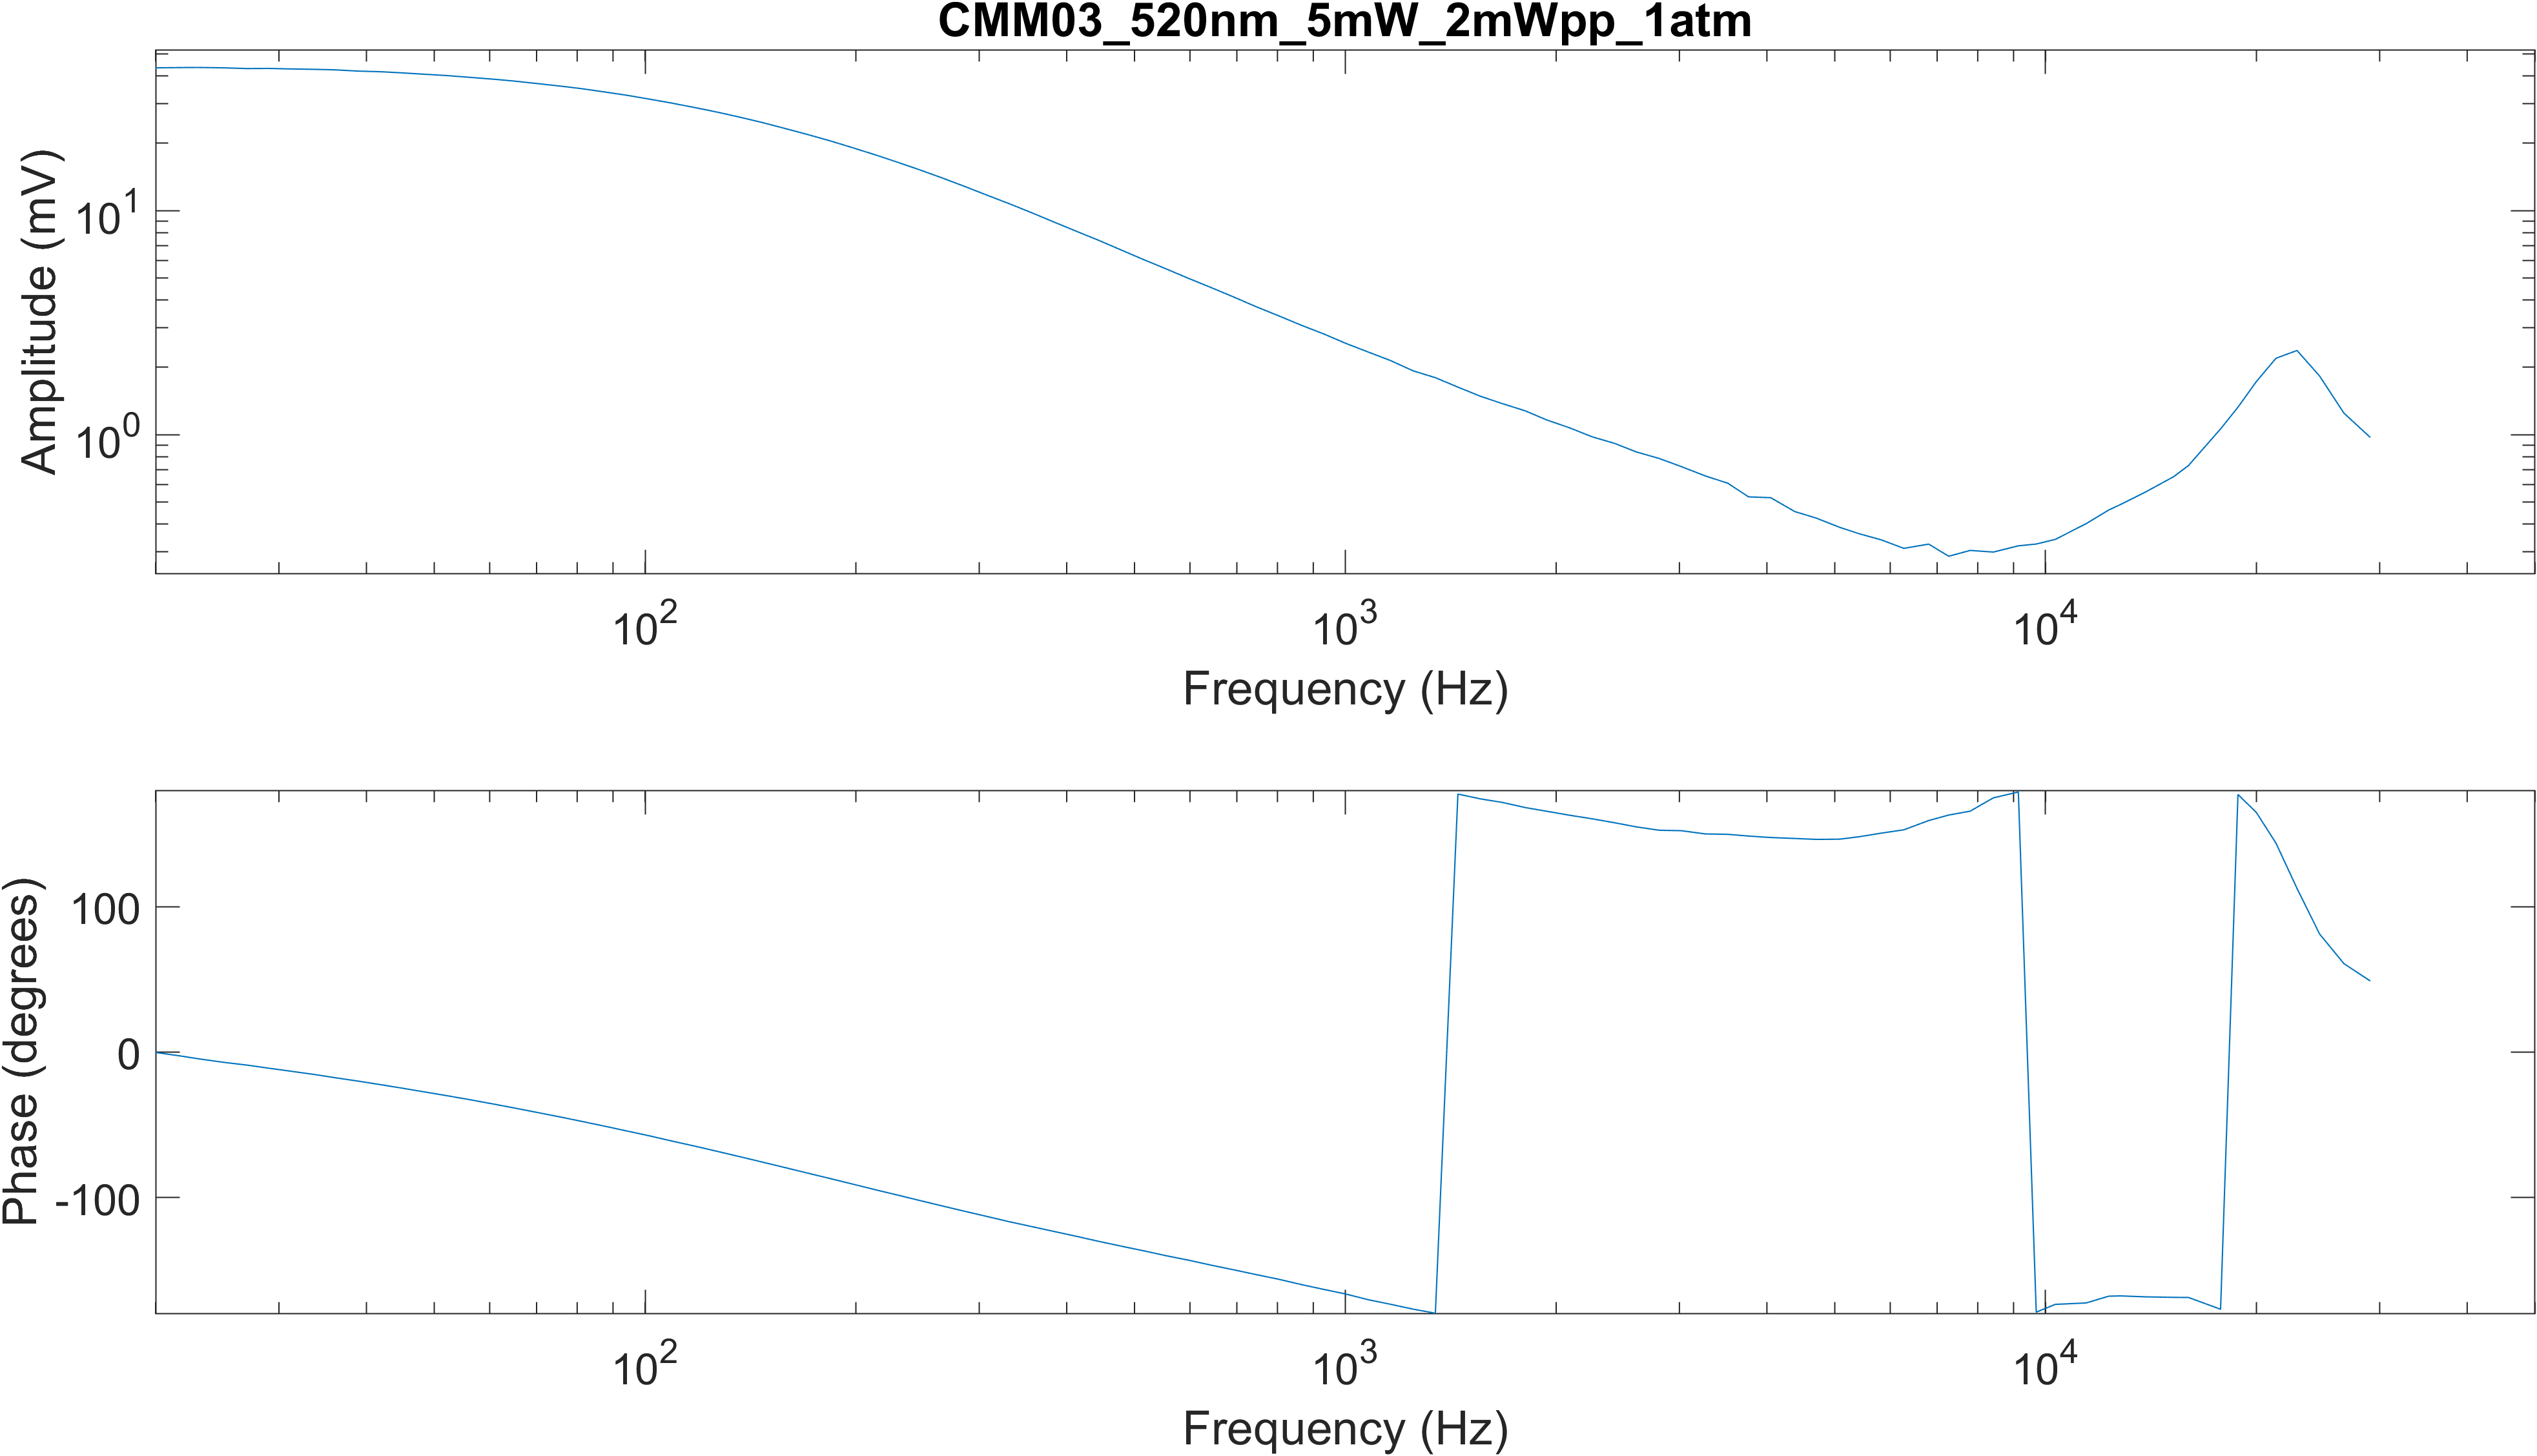 CMM03_520nm_5mW_2mWpp_1atm
Amplitude (mV)
10^1
10^0
10^2
10^3
10^4
Frequency (Hz)
Phase (degrees)
100
0
-100
10^2
10^3
10^4
Frequency (Hz)